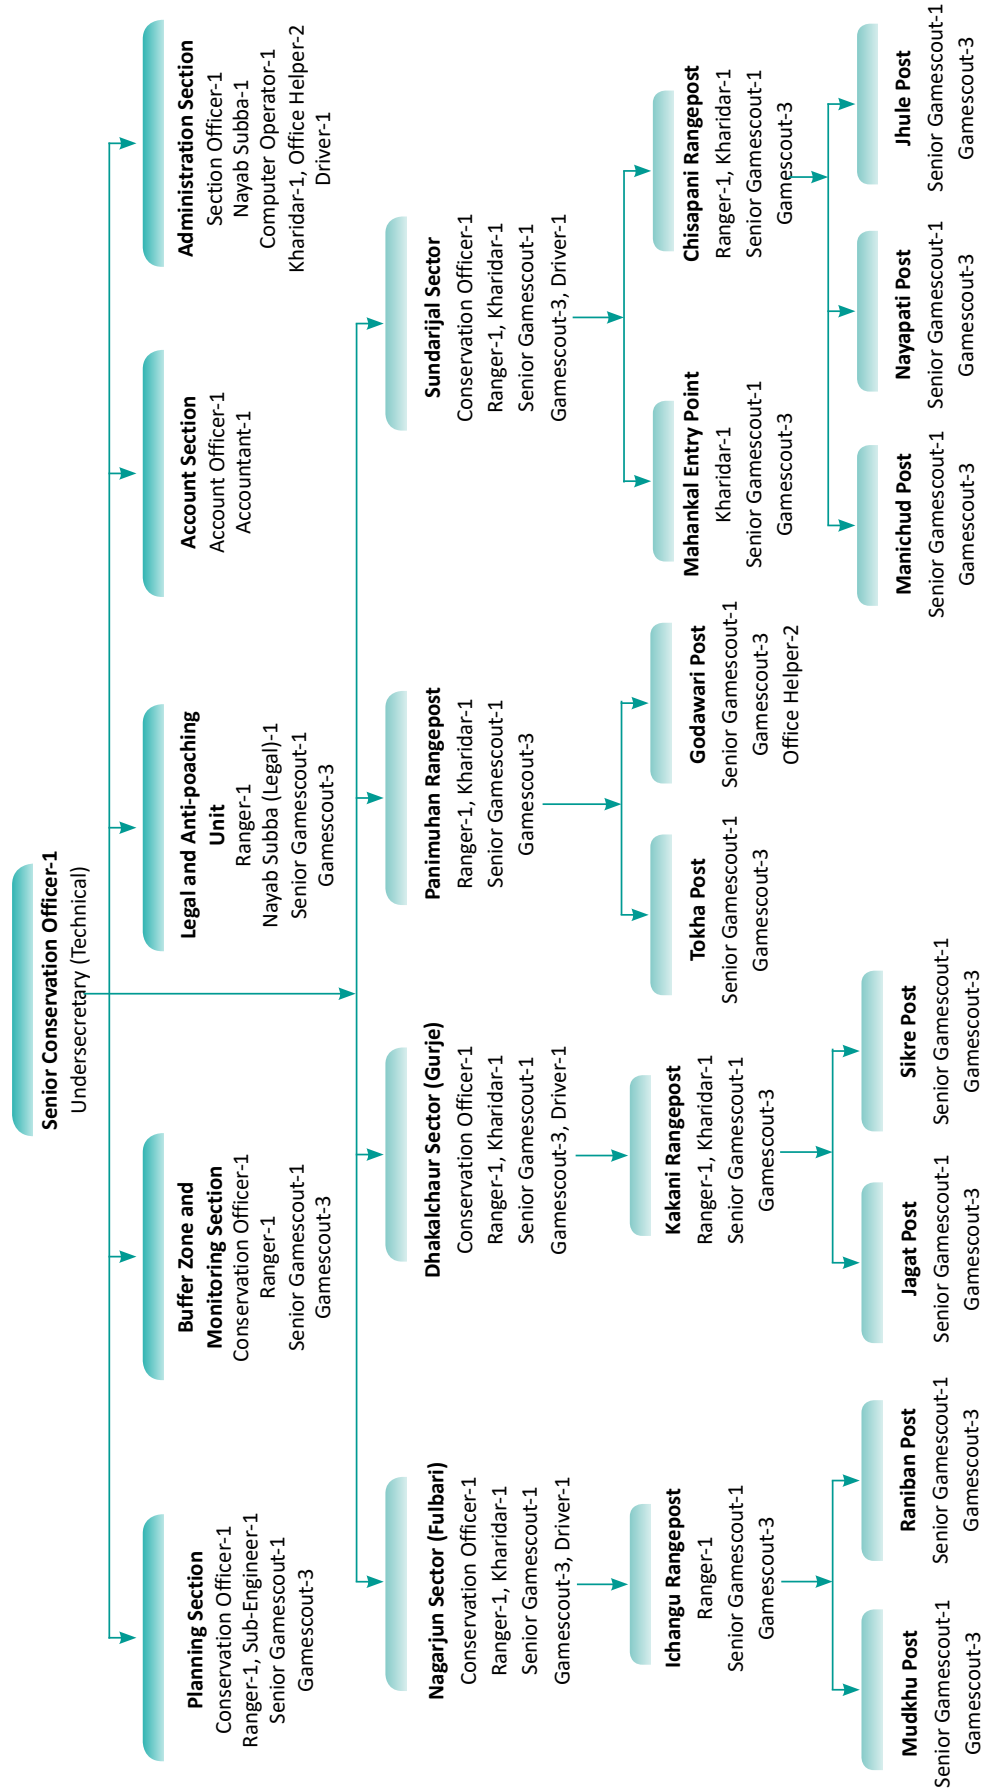 Senior Conservation Officer-1
Undersecretary (Technical)
Planning Section
Conservation Officer-1
Ranger-1, Sub-Engineer-1
Senior Gamescout-1
Gamescout-3
Buffer Zone and
Monitoring Section
Conservation Officer-1
Ranger-1
Senior Gamescout-1
Gamescout-3
Legal and Anti-poaching
Unit
Ranger-1
Nayab Subba (Legal)-1
Senior Gamescout-1
Gamescout-3
Account Section
Account Officer-1
Accountant-1
Administration Section
Section Officer-1
Nayab Subba-1
Computer Operator-1
Kharidar-1, Office Helper-2
Driver-1
Nagarjun Sector (Fulbari)
Conservation Officer-1
Ranger-1, Kharidar-1
Senior Gamescout-1
Gamescout-3, Driver-1
Dhakalchaur Sector (Gurje)
Conservation Officer-1
Ranger-1, Kharidar-1
Senior Gamescout-1
Gamescout-3, Driver-1
Panimuhan Rangepost
Ranger-1, Kharidar-1
Senior Gamescout-1
Gamescout-3
Sundarijal Sector
Conservation Officer-1
Ranger-1, Kharidar-1
Senior Gamescout-1
Gamescout-3, Driver-1
Ichangu Rangepost
Ranger-1
Senior Gamescout-1
Gamescout-3
Kakani Rangepost
Ranger-1, Kharidar-1
Senior Gamescout-1
Gamescout-3
Tokha Post
Senior Gamescout-1
Gamescout-3
Godawari Post
Senior Gamescout-1
Gamescout-3
Office Helper-2
Mahankal Entry Point
Kharidar-1
Senior Gamescout-1
Gamescout-3
Chisapani Rangepost
Ranger-1, Kharidar-1
Senior Gamescout-1
Gamescout-3
Mudkhu Post
Senior Gamescout-1
Gamescout-3
Raniban Post
Senior Gamescout-1
Gamescout-3
Jagat Post
Senior Gamescout-1
Gamescout-3
Sikre Post
Senior Gamescout-1
Gamescout-3
Manichud Post
Senior Gamescout-1
Gamescout-3
Nayapati Post
Senior Gamescout-1
Gamescout-3
Jhule Post
Senior Gamescout-1
Gamescout-3